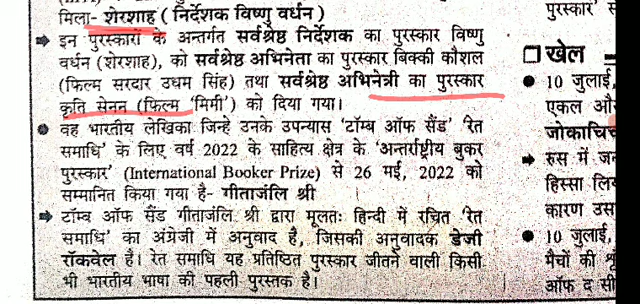 मिला- शेरशाह (निर्देशक विष्णु वर्धन)
➡ इन पुरस्कारों के अन्तर्गत सर्वश्रेष्ठ निर्देशक का पुरस्कार विष्णु
वर्धन (शेरशाह), को सर्वश्रेष्ठ अभिनेता का पुरस्कार बिक्की कौशल
(फिल्म सरदार उधम सिंह) तथा सर्वश्रेष्ठ अभिनेत्री का पुरस्कार
कृति सेनन (फिल्म 'मिमी') को दिया गया।
● वह भारतीय लेखिका जिन्हे उनके उपन्यास 'टॉम्ब ऑफ सैंड' 'रेत
समाधि' के लिए वर्ष 2022 के साहित्य क्षेत्र के 'अन्तर्राष्ट्रीय बुकर
पुरस्कार' (International Booker Prize) से 26 मई, 2022 को
सम्मानित किया गया है- गीतांजलि श्री
➡ टॉम्ब ऑफ सैंड गीतांजलि श्री द्वारा मूलतः हिन्दी में रचित 'रेत
समाधि' का अंग्रेजी में अनुवाद है, जिसकी अनुवादक डेजी
रॉकवेल हैं। रेत समाधि यह प्रतिष्ठित पुरस्कार जीतने वाली किसी
भी भारतीय भाषा की पहली पुस्तक है।
पुरस्कार
□ खेल
● 10 जुलाई,
एकल और
➡ रुस में
हिस्सा
कारण उस
● 10 जुलाई,
मैचों की
ऑफ द